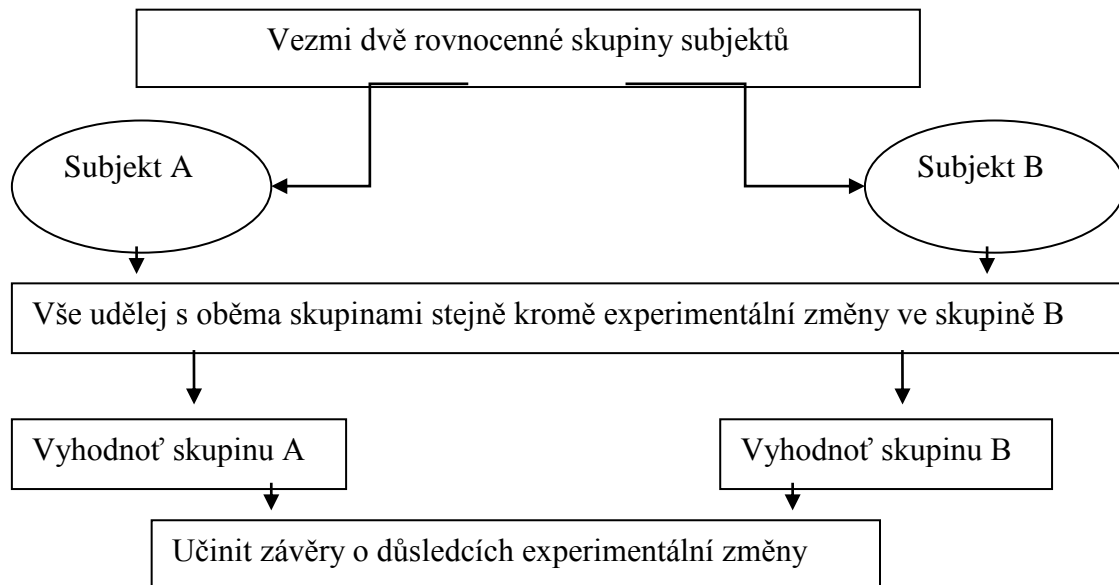 Vezmi dvě rovnocenné skupiny subjektů
Subjekt A
Subjekt B
Vše udělej s oběma skupinami stejně kromě experimentální změny ve skupině B
Vyhodnoť skupinu A
Vyhodnoť skupinu B
Učinit závěry o důsledcích experimentální změny